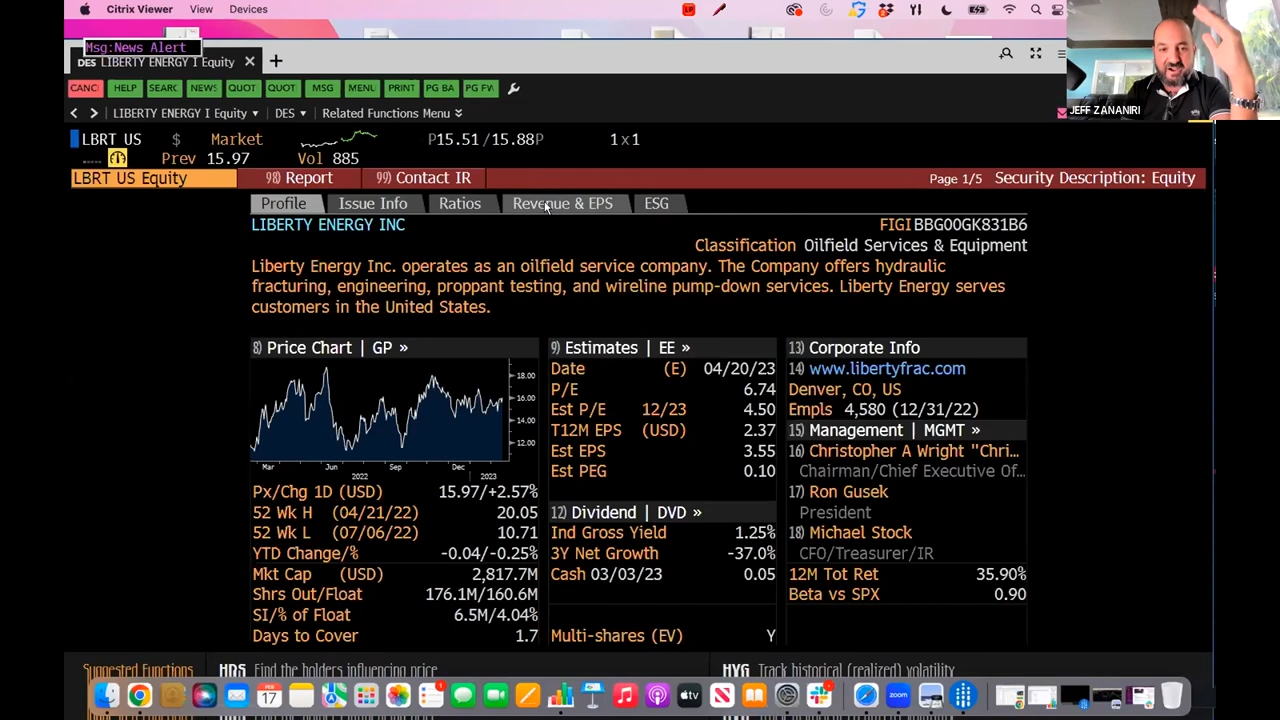 Citrix Viewer View Devices
Msg:News Alert
DES LIBERTY ENERGY I Equity
CANC HELP SEARC NEWS QUOT QUOT MSG MENU PRINT PG BA PG FV
LIBERTY ENERGY I Equity DES Related Functions Menu
JEFF ZANANIRI
LBRT US $ Market P15.51/15.88P 1x1
Prev 15.97 Vol 885
LBRT US Equity 98) Report 99) Contact IR Page 1/5 Security Description: Equity
Profile Issue Info Ratios Revenue & EPS ESG
LIBERTY ENERGY INC FIGI BBG00GK831B6
Classification Oilfield Services & Equipment
Liberty Energy Inc. operates as an oilfield service company. The Company offers hydraulic
fracturing, engineering, proppant testing, and wireline pump-down services. Liberty Energy serves
customers in the United States.
8) Price Chart | GP »
18.00
16.00
14.00
12.00
Mar Jun Sep Dec
2022 2023
Px/Chg 1D (USD) 15.97/+2.57%
52 Wk H (04/21/22) 20.05
52 Wk L (07/06/22) 10.71
YTD Change/% -0.04/-0.25%
Mkt Cap (USD) 2,817.7M
Shrs Out/Float 176.1M/160.6M
SI/% of Float 6.5M/4.04%
Days to Cover 1.7
9) Estimates | EE »
Date (E) 04/20/23
P/E 6.74
Est P/E 12/23 4.50
T12M EPS (USD) 2.37
Est EPS 3.55
Est PEG 0.10
12) Dividend | DVD »
Ind Gross Yield 1.25%
3Y Net Growth -37.0%
Cash 03/03/23 0.05
Multi-shares (EV) Y
13) Corporate Info
14) www.libertyfrac.com
Denver, CO, US
Empls 4,580 (12/31/22)
15) Management | MGMT »
16) Christopher A Wright "Chri...
Chairman/Chief Executive Of...
17) Ron Gusek
President
18) Michael Stock
CFO/Treasurer/IR
12M Tot Ret 35.90%
Beta vs SPX 0.90
Suggested Functions HDS Find the holders influencing price HVG Track historical (realized) volatility
FEB
17
zoom
tv